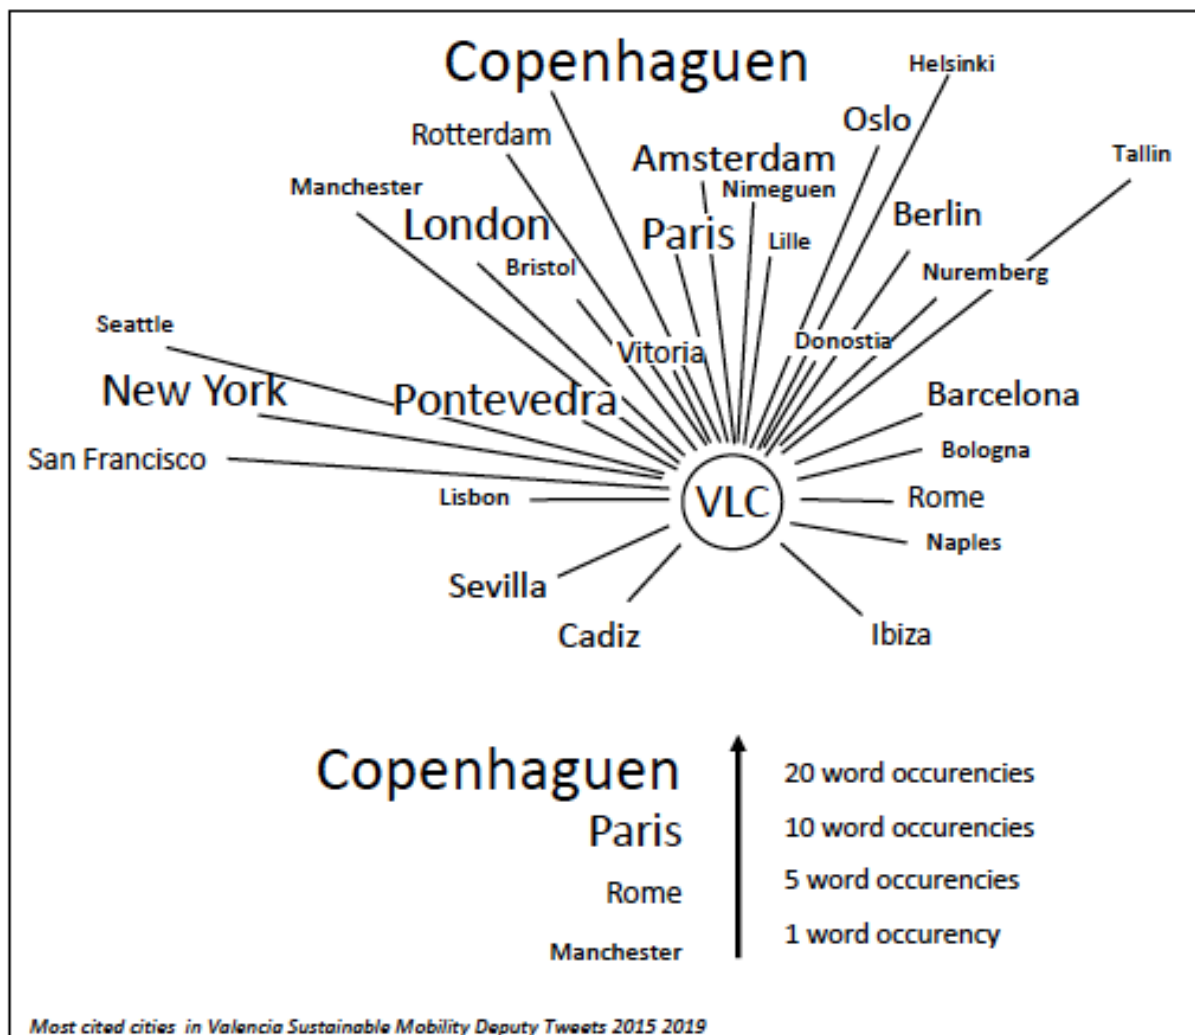 Copenhaguen
Helsinki
Oslo
Rotterdam
Amsterdam
Tallin
Manchester
Nimeguen
London
Paris
Lille
Berlin
Bristol
Nuremberg
Seattle
Vitoria
Donostia
New York
Pontevedra
Barcelona
San Francisco
Bologna
Lisbon
VLC
Rome
Naples
Sevilla
Cadiz
Ibiza
Copenhaguen
20 word occurencies
Paris
10 word occurencies
Rome
5 word occurencies
Manchester
1 word occurency
Most cited cities in Valencia Sustainable Mobility Deputy Tweets 2015 2019